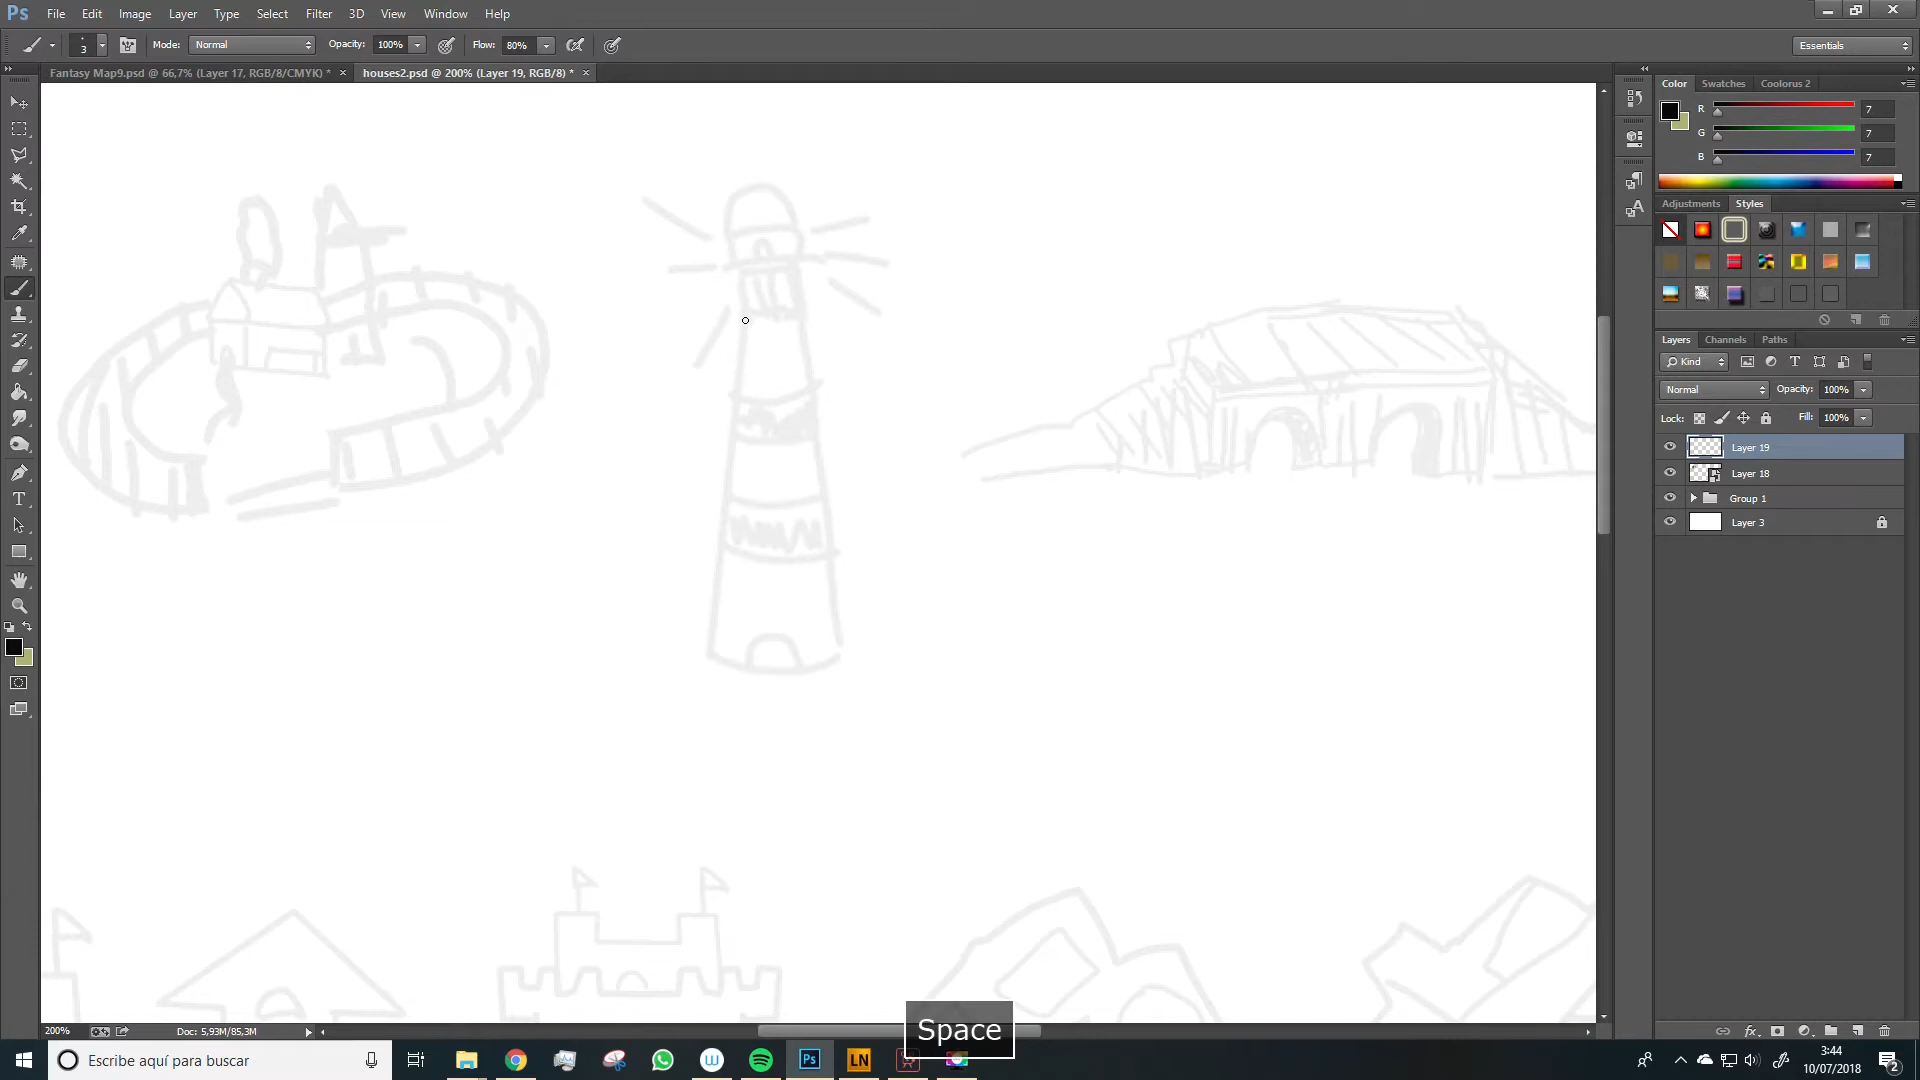 Ps File Edit Image Layer Type Select Filter 3D View Window Help
3 Mode: Normal Opacity: 100% Flow: 80% Essentials
Fantasy Map9.psd @ 66,7% (Layer 17, RGB/8/CMYK) * houses2.psd @ 200% (Layer 19, RGB/8) *
Color Swatches Coolorus 2
R 7
G 7
B 7
Adjustments Styles
Layers Channels Paths
Kind
Normal Opacity: 100%
Lock: Fill: 100%
Layer 19
Layer 18
Group 1
Layer 3
200% Doc: 5,93M/85,3M
Space
Escribe aquí para buscar
Ps LN
3:44
10/07/2018
2